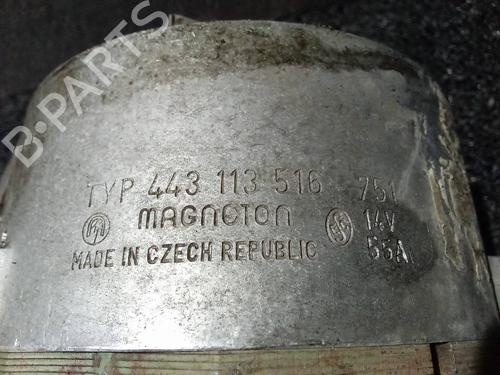 B-PARTS
TYP 443 113 516 751
MAGNETON 14V
MADE IN CZECH REPUBLIC 55A